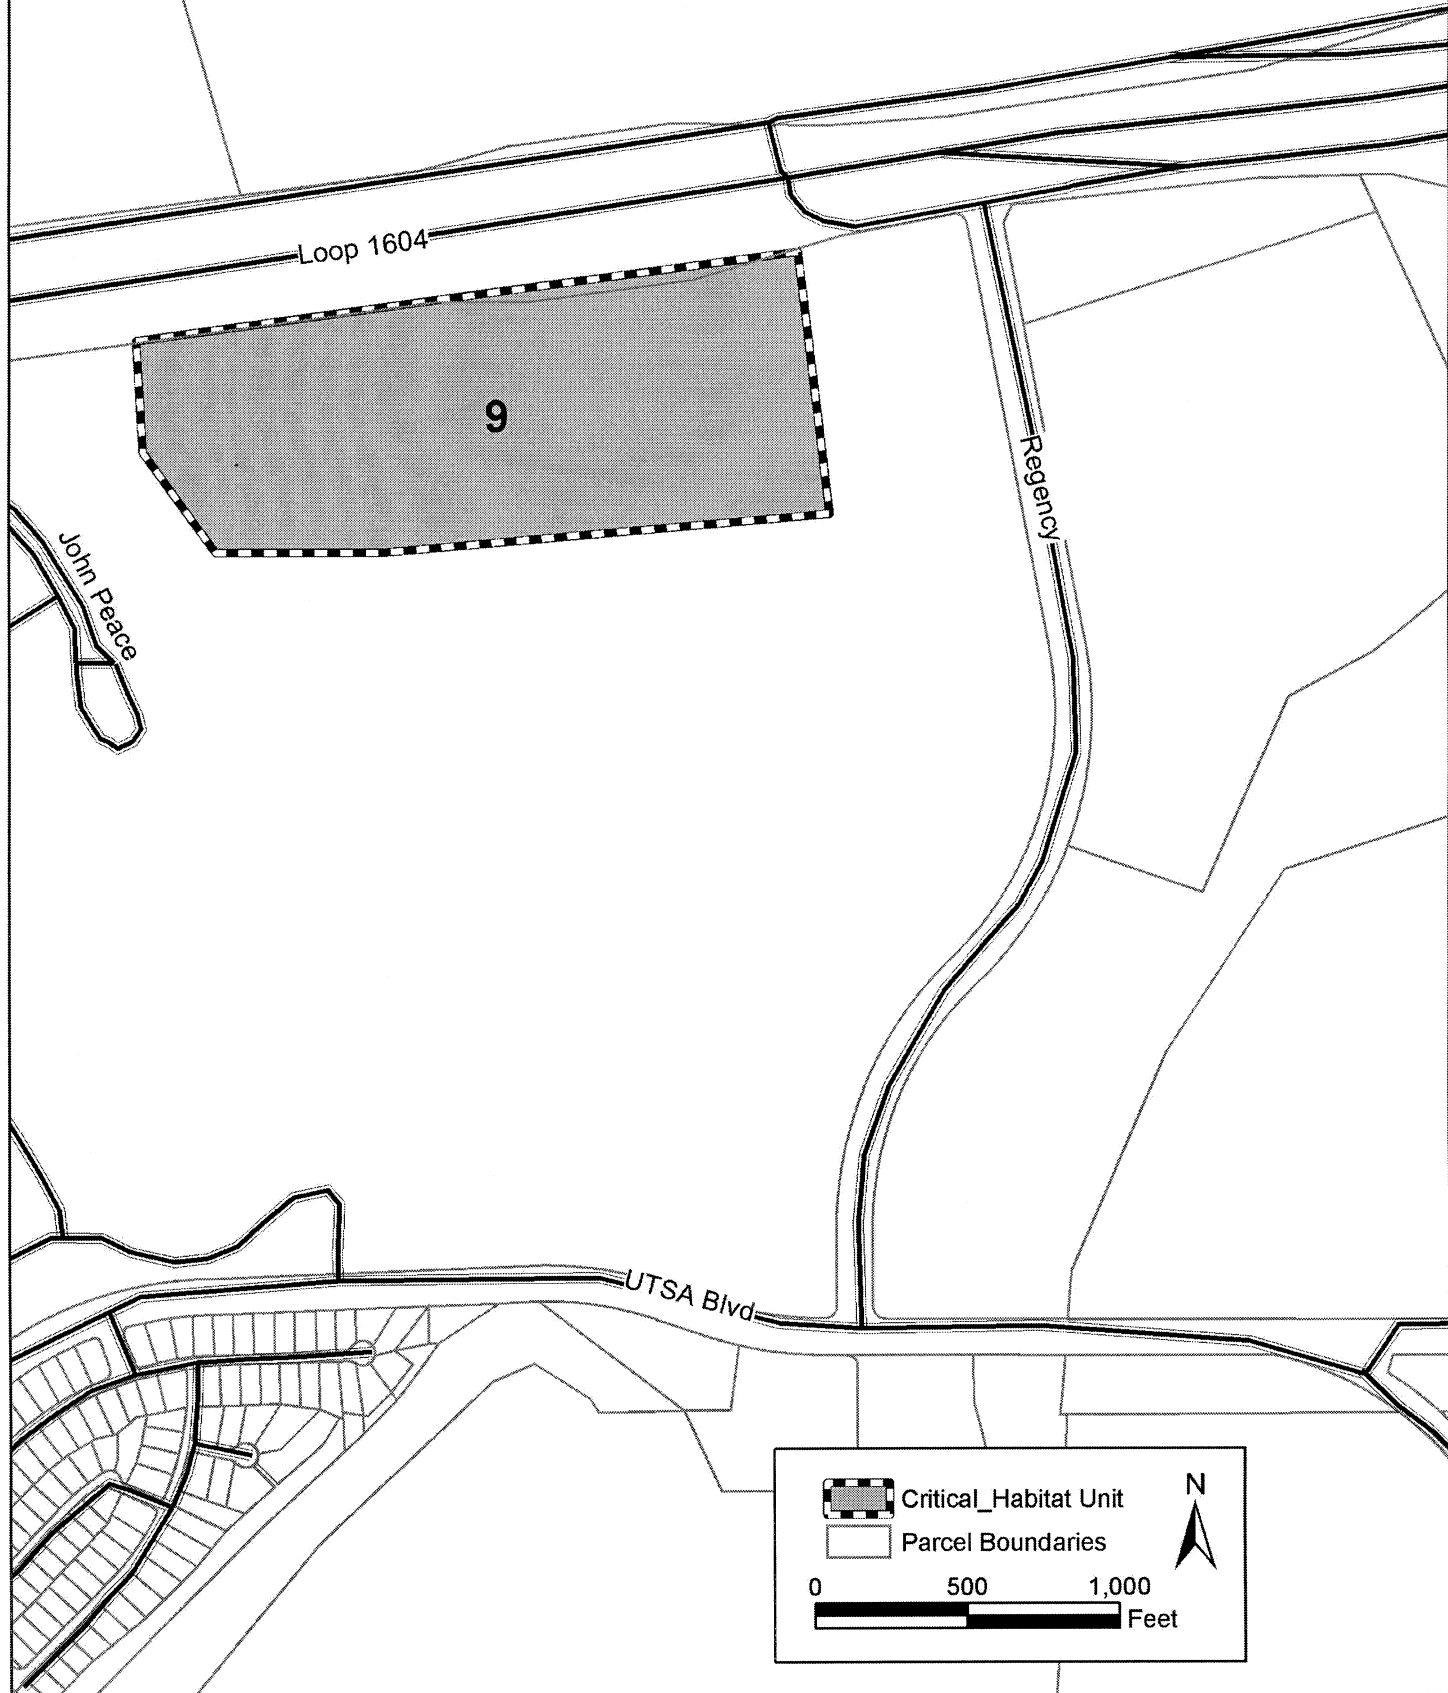 Loop 1604
9
Regency
John Peace
UTSA Blvd
N
Critical_Habitat Unit
Parcel Boundaries
0 500 1,000
Feet